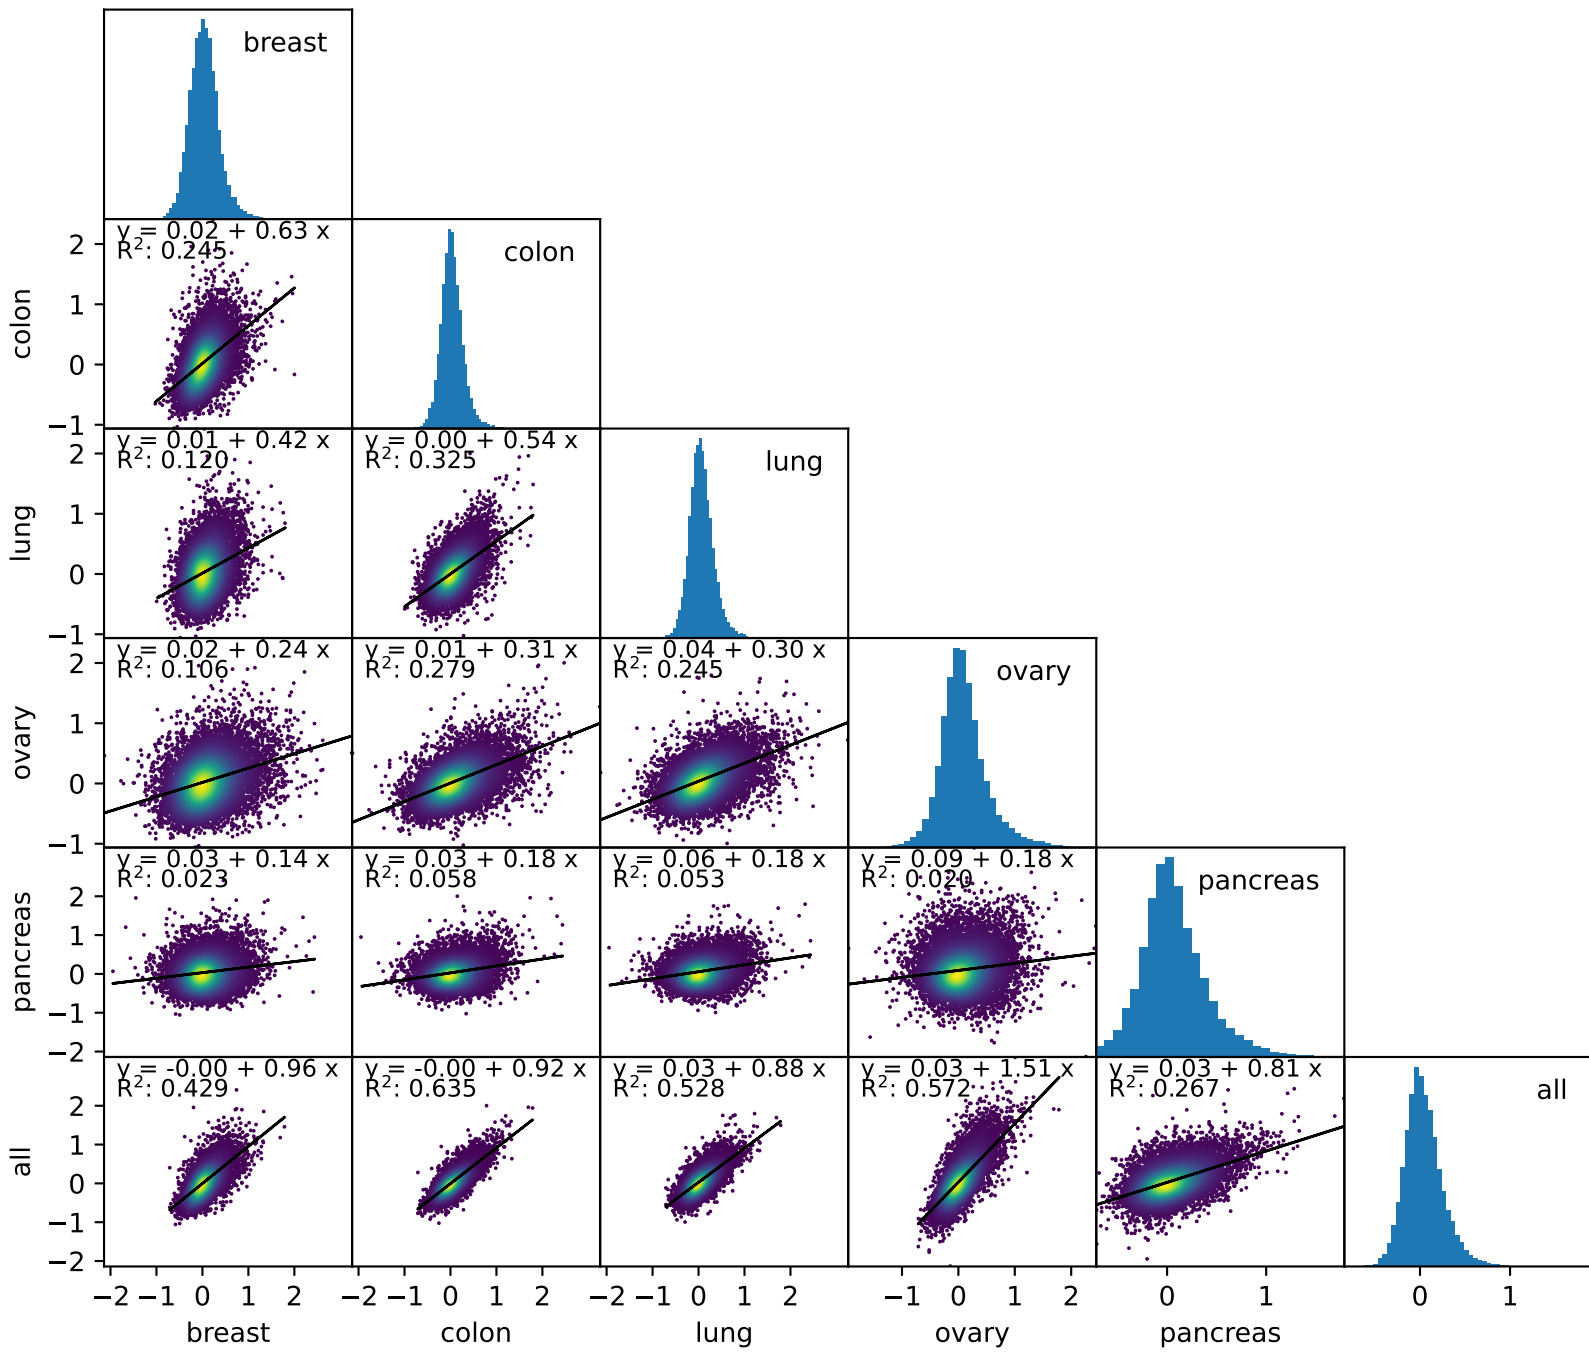 breast
y = 0.02 + 0.63 x
R²: 0.245
colon
2
1
0
−1
colon
y = 0.01 + 0.42 x
R²: 0.120
y = 0.00 + 0.54 x
R²: 0.325
lung
2
1
0
−1
lung
y = 0.02 + 0.24 x
R²: 0.106
y = 0.01 + 0.31 x
R²: 0.279
y = 0.04 + 0.30 x
R²: 0.245
ovary
2
1
0
−1
ovary
y = 0.03 + 0.14 x
R²: 0.023
y = 0.03 + 0.18 x
R²: 0.058
y = 0.06 + 0.18 x
R²: 0.053
y = 0.09 + 0.18 x
R²: 0.020
pancreas
2
1
0
−1
−2
pancreas
y = -0.00 + 0.96 x
R²: 0.429
y = -0.00 + 0.92 x
R²: 0.635
y = 0.03 + 0.88 x
R²: 0.528
y = 0.03 + 1.51 x
R²: 0.572
y = 0.03 + 0.81 x
R²: 0.267
all
2
1
0
−1
−2
all
−2 −1 0 1 2
−2 −1 0 1 2
−2 −1 0 1 2
−1 0 1 2
0 1
0 1
breast
colon
lung
ovary
pancreas